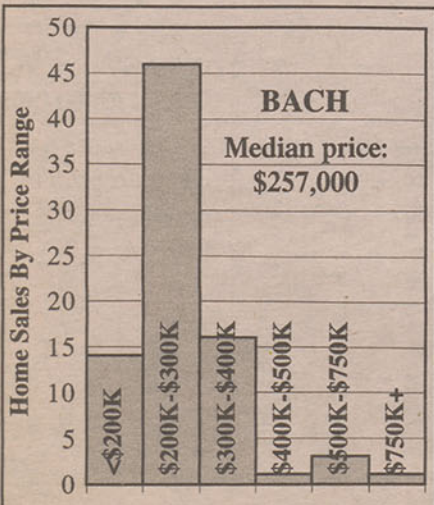 Home Sales By Price Range
50
45
40
35
30
25
20
15
10
5
0
BACH
Median price:
$257,000
<$200K
$200K-$300K
$300K-$400K
$400K-$500K
$500K-$750K
$750K+